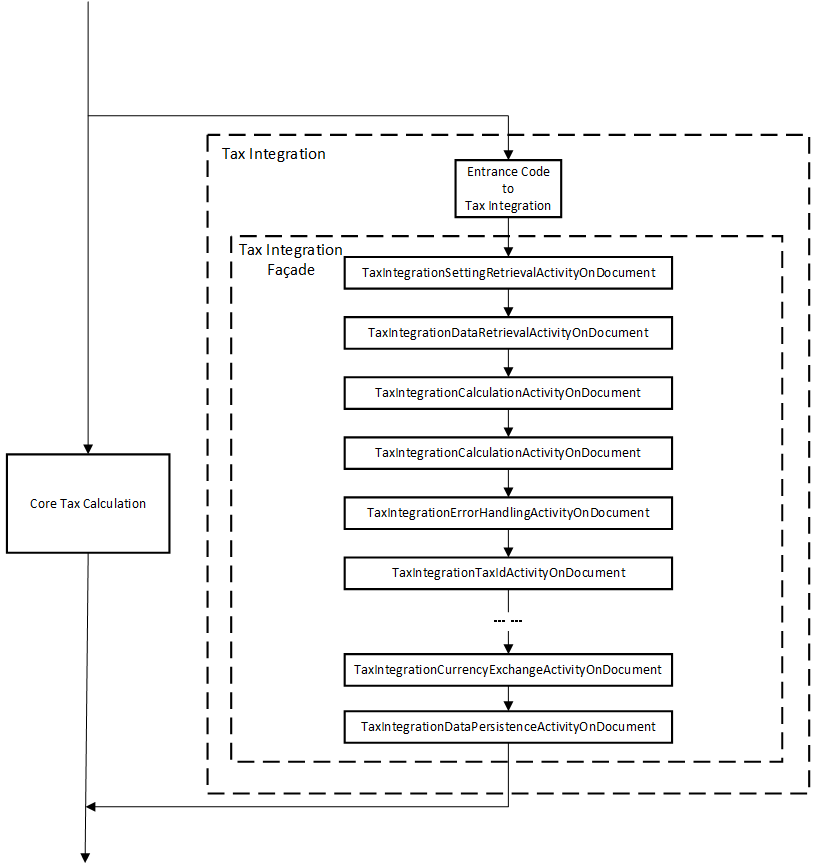 Tax Integration
Entrance Code
to
Tax Integration
Tax Integration
Façade
TaxIntegrationSettingRetrievalActivityOnDocument
TaxIntegrationDataRetrievalActivityOnDocument
TaxIntegrationCalculationActivityOnDocument
TaxIntegrationCalculationActivityOnDocument
Core Tax Calculation
TaxIntegrationErrorHandlingActivityOnDocument
TaxIntegrationTaxIdActivityOnDocument
... ...
TaxIntegrationCurrencyExchangeActivityOnDocument
TaxIntegrationDataPersistenceActivityOnDocument